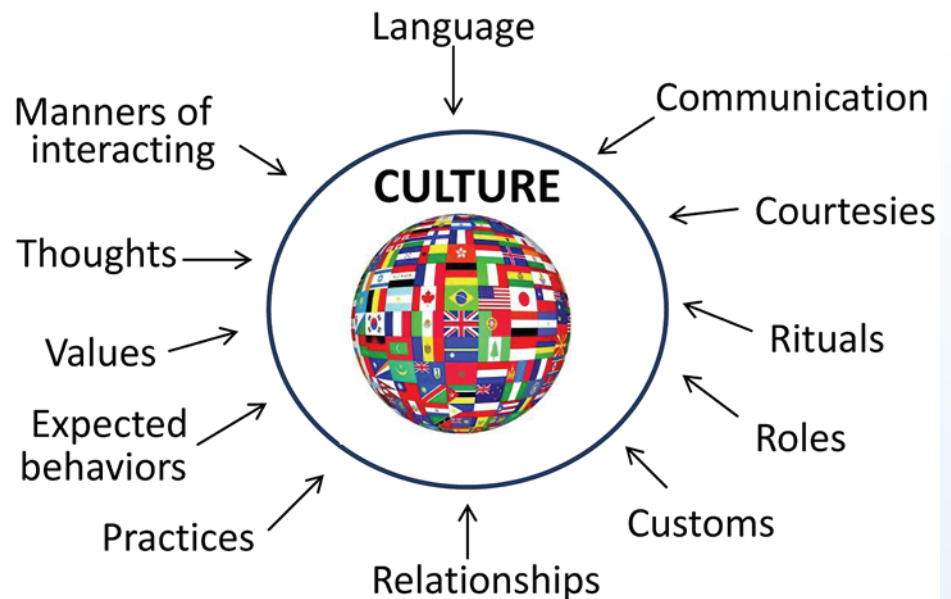 Language
Communication
Courtesies
Rituals
Roles
Customs
Relationships
Practices
Expected
behaviors
Values
Thoughts
Manners of
interacting
CULTURE